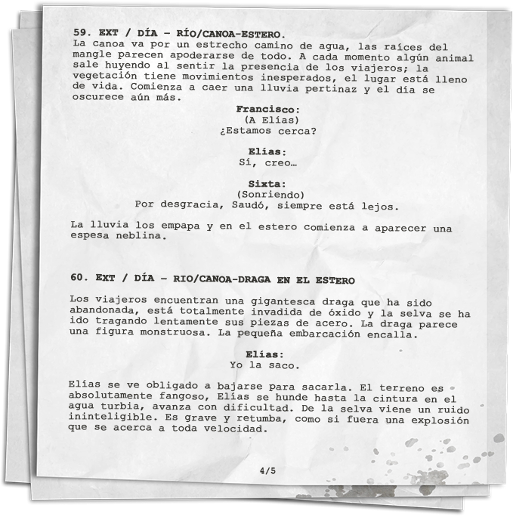 59. EXT / DÍA – RÍO/CANOA-ESTERO.
La canoa va por un estrecho camino de agua, las raíces del
mangle parecen apoderarse de todo. A cada momento algún animal
sale huyendo al sentir la presencia de los viajeros; la
vegetación tiene movimientos inesperados, el lugar está lleno
de vida. Comienza a caer una lluvia pertinaz y el día se
oscurece aún más.
Francisco:
(A Elías)
¿Estamos cerca?
Elías:
Sí, creo…
Sixta:
(Sonriendo)
Por desgracia, Saudó, siempre está lejos.
La lluvia los empapa y en el estero comienza a aparecer una
espesa neblina.
60. EXT / DÍA – RIO/CANOA-DRAGA EN EL ESTERO
Los viajeros encuentran una gigantesca draga que ha sido
abandonada, está totalmente invadida de óxido y la selva se ha
ido tragando lentamente sus piezas de acero. La draga parece
una figura monstruosa. La pequeña embarcación encalla.
Elías:
Yo la saco.
Elías se ve obligado a bajarse para sacarla. El terreno es
absolutamente fangoso, Elías se hunde hasta la cintura en el
agua turbia, avanza con dificultad. De la selva viene un ruido
ininteligible. Es grave y retumba, como si fuera una explosión
que se acerca a toda velocidad.
4/5